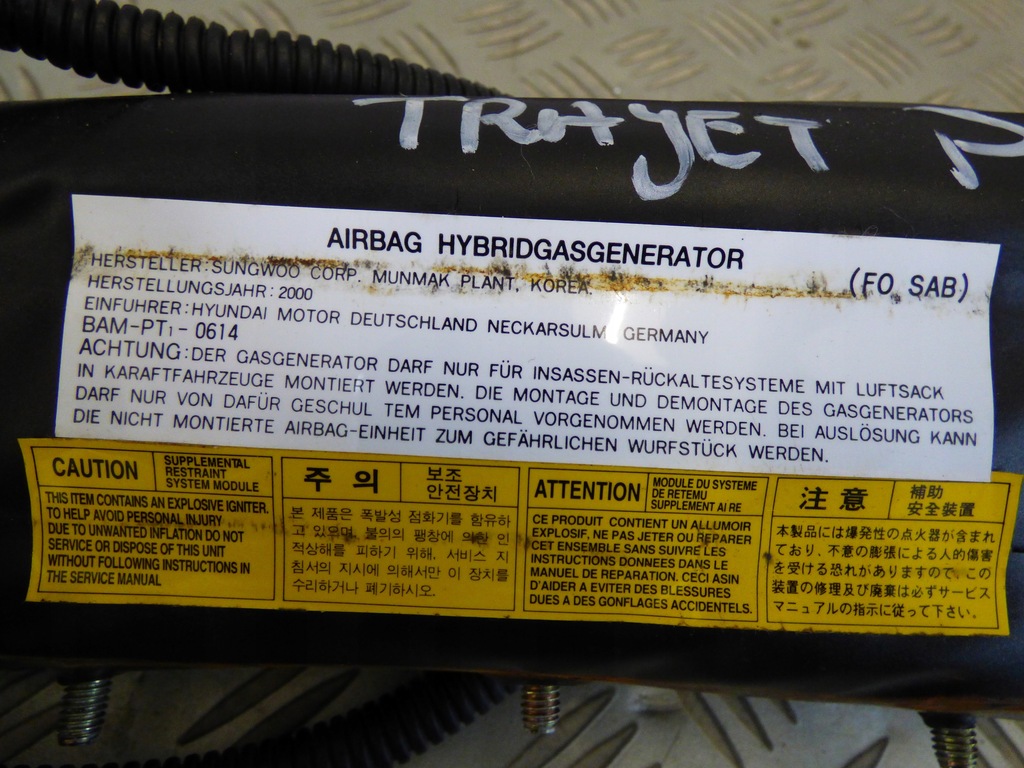 TRAJET P
AIRBAG HYBRIDGASGENERATOR
(FO SAB)
HERSTELLER:SUNGWOO CORP. MUNMAK PLANT, KOREA.
HERSTELLUNGSJAHR:2000
EINFUHRER:HYUNDAI MOTOR DEUTSCHLAND NECKARSULM, GERMANY
BAM-PT1-0614
ACHTUNG:DER GASGENERATOR DARF NUR FÜR INSASSEN-RÜCKALTESYSTEME MIT LUFTSACK
IN KARAFTFAHRZEUGE MONTIERT WERDEN. DIE MONTAGE UND DEMONTAGE DES GASGENERATORS
DARF NUR VON DAFÜR GESCHUL TEM PERSONAL VORGENOMMEN WERDEN. BEI AUSLÖSUNG KANN
DIE NICHT MONTIERTE AIRBAG-EINHEIT ZUM GEFÄHRLICHEN WURFSTÜCK WERDEN.
CAUTION
SUPPLEMENTAL
RESTRAINT
SYSTEM MODULE
THIS ITEM CONTAINS AN EXPLOSIVE IGNITER.
TO HELP AVOID PERSONAL INJURY
DUE TO UNWANTED INFLATION DO NOT
SERVICE OR DISPOSE OF THIS UNIT
WITHOUT FOLLOWING INSTRUCTIONS IN
THE SERVICE MANUAL
주 의
보조
안전장치
본 제품은 폭발성 점화기를 함유하
고 있으며, 불의의 팽창에 의한 인
적상해를 피하기 위해, 서비스 지
침서의 지시에 의해서만 이 장치를
수리하거나 폐기하시오.
ATTENTION
MODULE DU SYSTEME
DE RETEMU
SUPPLEMENT AI RE
CE PRODUIT CONTIENT UN ALLUMOIR
EXPLOSIF, NE PAS JETER OU REPARER
CET ENSEMBLE SANS SUIVRE LES
INSTRUCTIONS DONNEES DANS LE
MANUEL DE REPARATION. CECI ASIN
D'AIDER A EVITER DES BLESSURES
DUES A DES GONFLAGES ACCIDENTELS.
注 意
補助
安全装置
本製品には爆発性の点火器が含まれ
ており、不意の膨張による人的傷害
を受ける恐れがありますので、この
装置の修理及び廃棄は必ずサービス
マニュアルの指示に従って下さい。